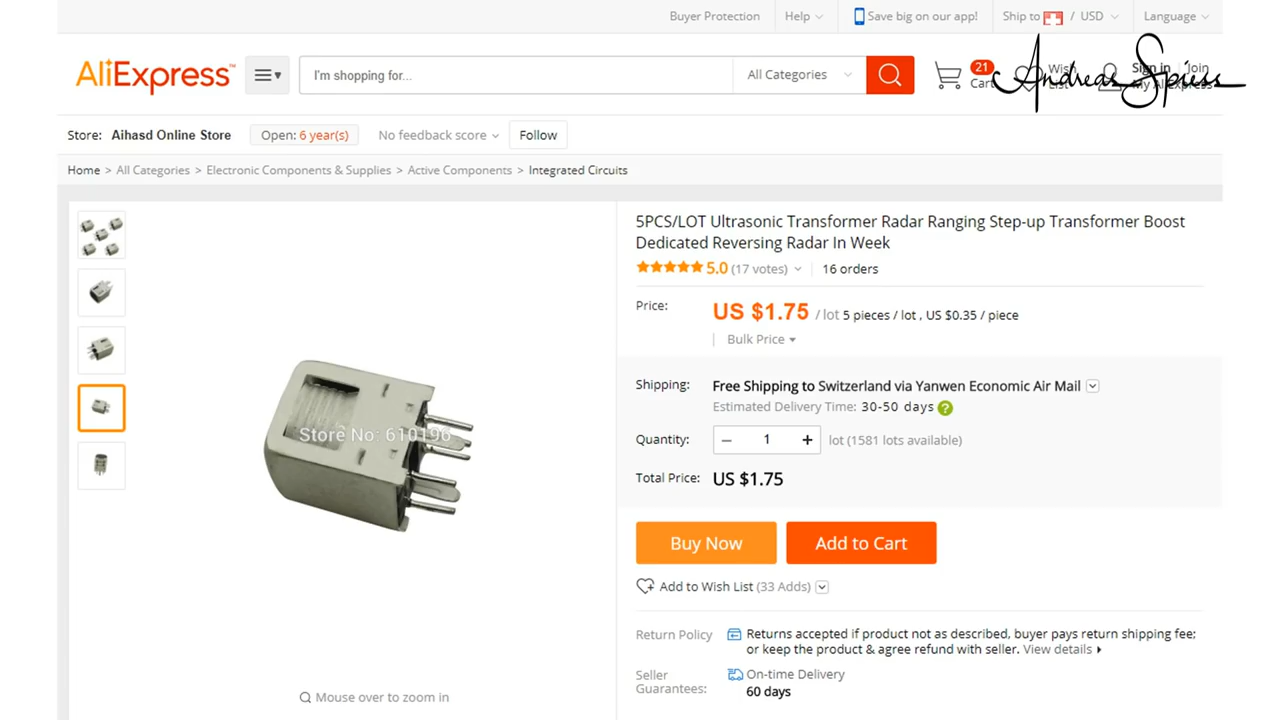 Buyer Protection
Help
Save big on our app!
Ship to / USD
Language
AliExpress™
I'm shopping for...
All Categories
21
Cart
Wish
List
Sign in
Join
My AliExpress
Andreas Spiess
Store: Aihasd Online Store
Open: 6 year(s)
No feedback score
Follow
Home > All Categories > Electronic Components & Supplies > Active Components > Integrated Circuits
Store No: 610196
Mouse over to zoom in
5PCS/LOT Ultrasonic Transformer Radar Ranging Step-up Transformer Boost
Dedicated Reversing Radar In Week
5.0 (17 votes) 16 orders
Price: US $1.75 / lot 5 pieces / lot , US $0.35 / piece
Bulk Price
Shipping: Free Shipping to Switzerland via Yanwen Economic Air Mail
Estimated Delivery Time: 30-50 days ?
Quantity: − 1 + lot (1581 lots available)
Total Price: US $1.75
Buy Now
Add to Cart
Add to Wish List (33 Adds)
Return Policy Returns accepted if product not as described, buyer pays return shipping fee;
or keep the product & agree refund with seller. View details
Seller
Guarantees:
On-time Delivery
60 days